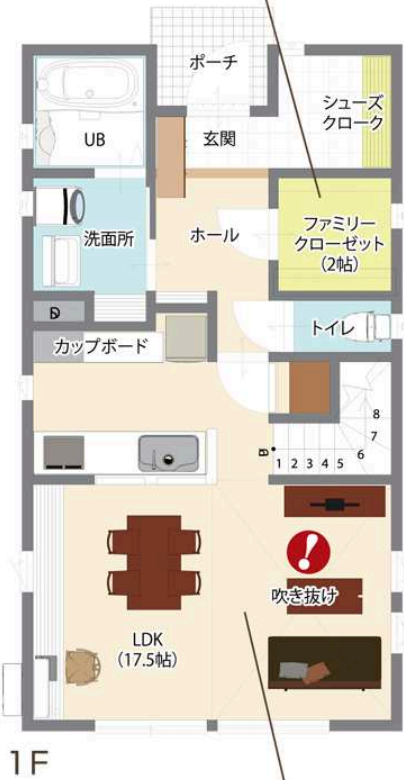 ポーチ
シューズ
クローク
UB
玄関
洗面所
ホール
ファミリー
クローゼット
(2帖)
トイレ
カップボード
8
7
6
1 2 3 4 5
吹き抜け
LDK
(17.5帖)
1F